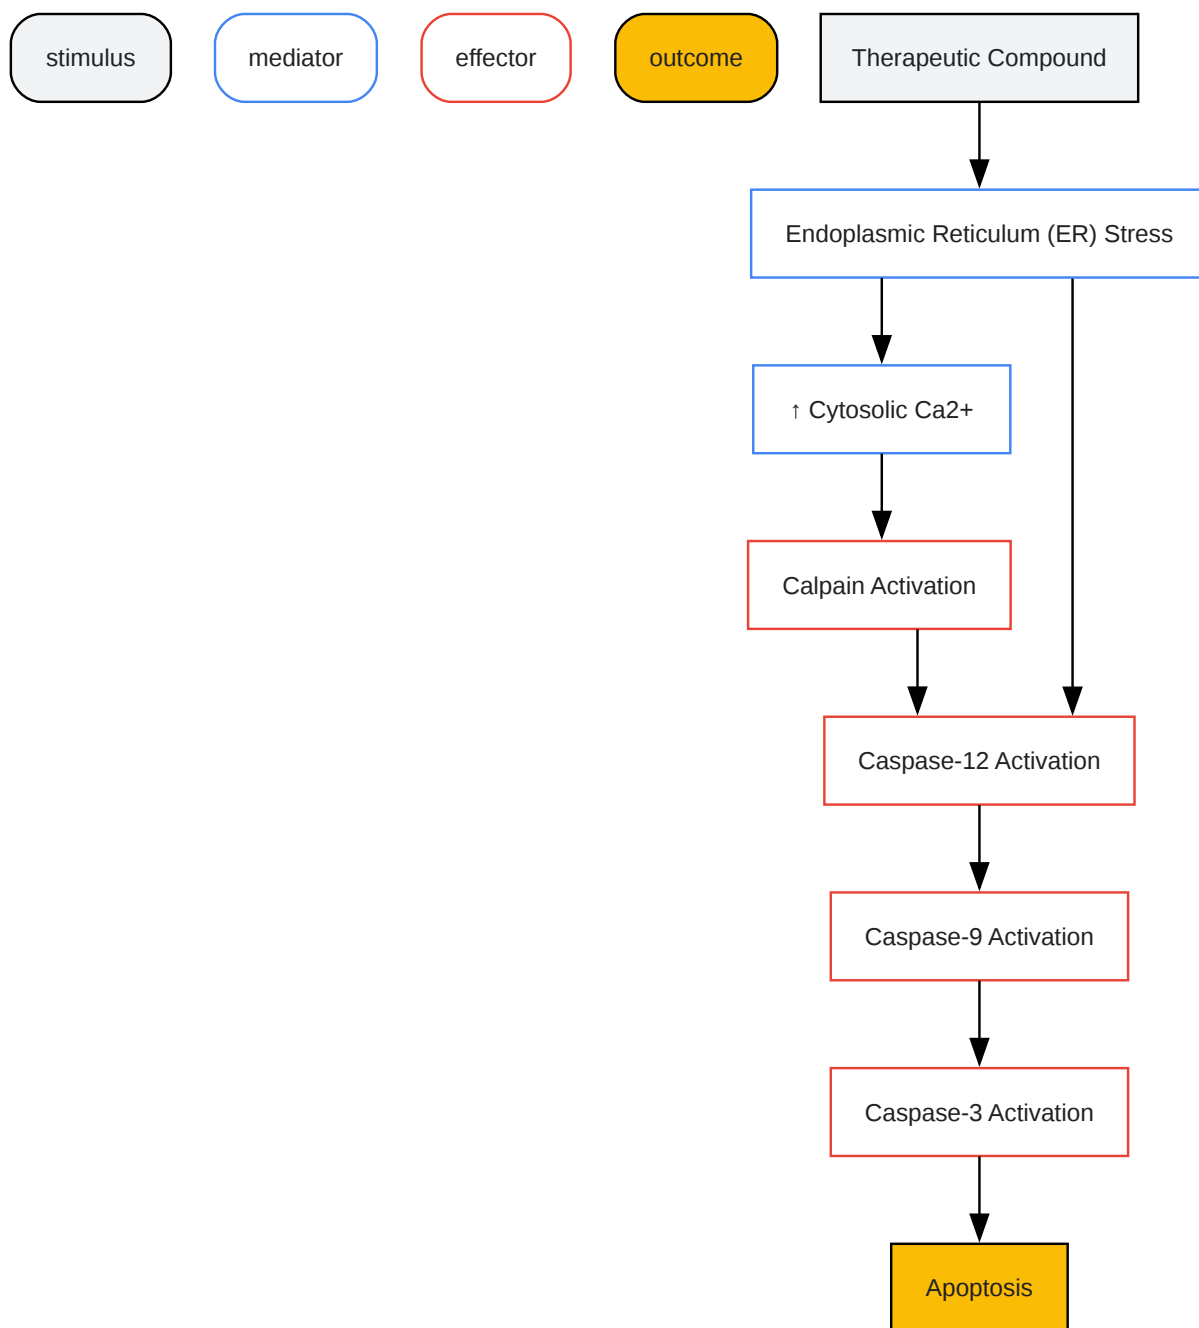 stimulus
mediator
effector
outcome
Therapeutic Compound
Endoplasmic Reticulum (ER) Stress
↑ Cytosolic Ca2+
Calpain Activation
Caspase-12 Activation
Caspase-9 Activation
Caspase-3 Activation
Apoptosis